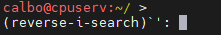 calbo@cpuserv:~/ >
(reverse-i-search)`':